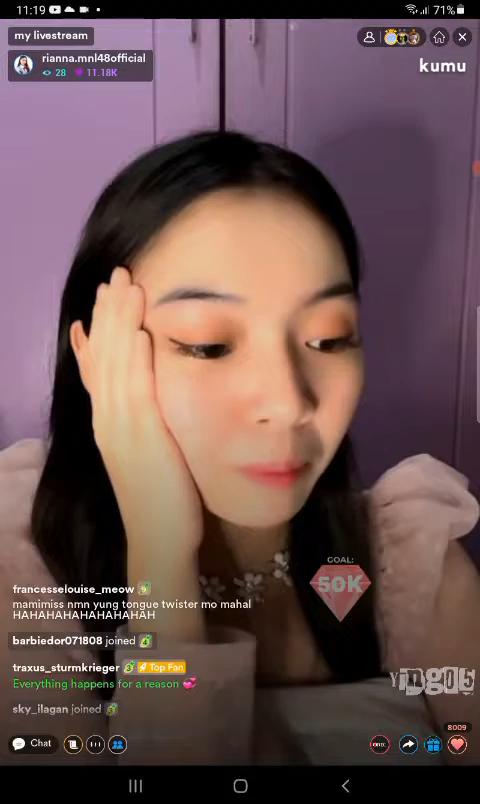 11:19
71%
my livestream
rianna.mnl48official
28 11.18K
kumu
GOAL:
50K
francesselouise_meow
mamimiss nmn yung tongue twister mo mahal
HAHAHAHAHAHAHAHAH
barbiedor071808 joined
traxus_sturmkrieger Top Fan
Everything happens for a reason
sky_ilagan joined
8009
Chat